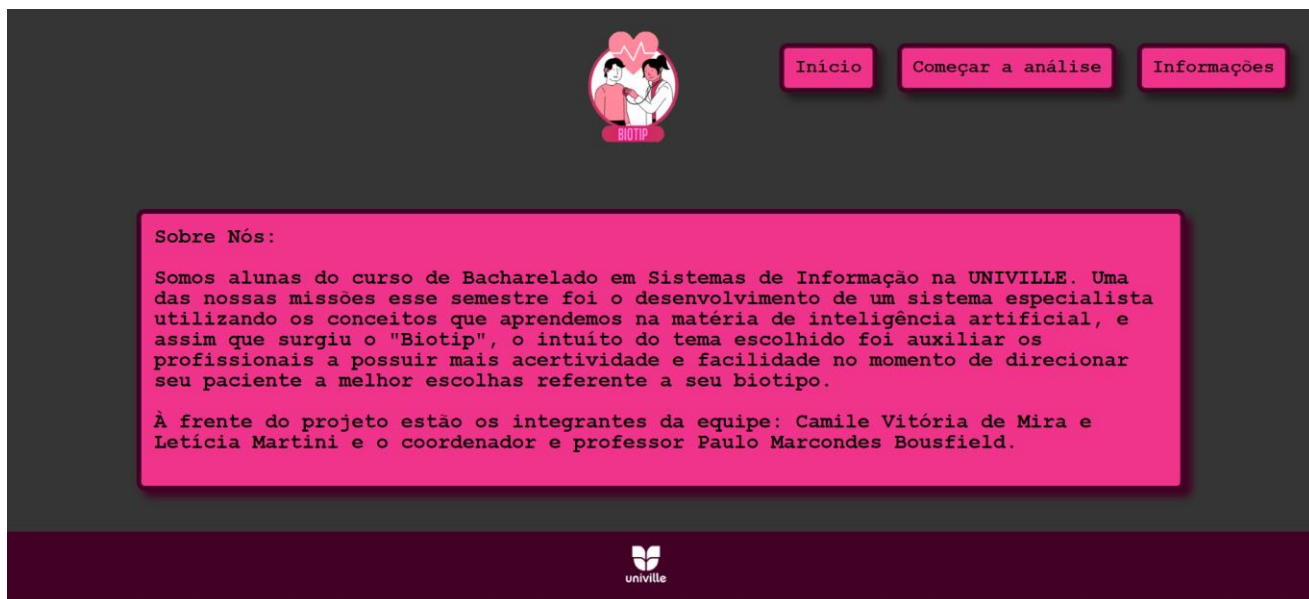 BIOTIP
Início
Começar a análise
Informações
Sobre Nós:
Somos alunas do curso de Bacharelado em Sistemas de Informação na UNIVILLE. Uma
das nossas missões esse semestre foi o desenvolvimento de um sistema especialista
utilizando os conceitos que aprendemos na matéria de inteligência artificial, e
assim que surgiu o "Biotip", o intuíto do tema escolhido foi auxiliar os
profissionais a possuir mais acertividade e facilidade no momento de direcionar
seu paciente a melhor escolhas referente a seu biotipo.
À frente do projeto estão os integrantes da equipe: Camile Vitória de Mira e
Letícia Martini e o coordenador e professor Paulo Marcondes Bousfield.
univille